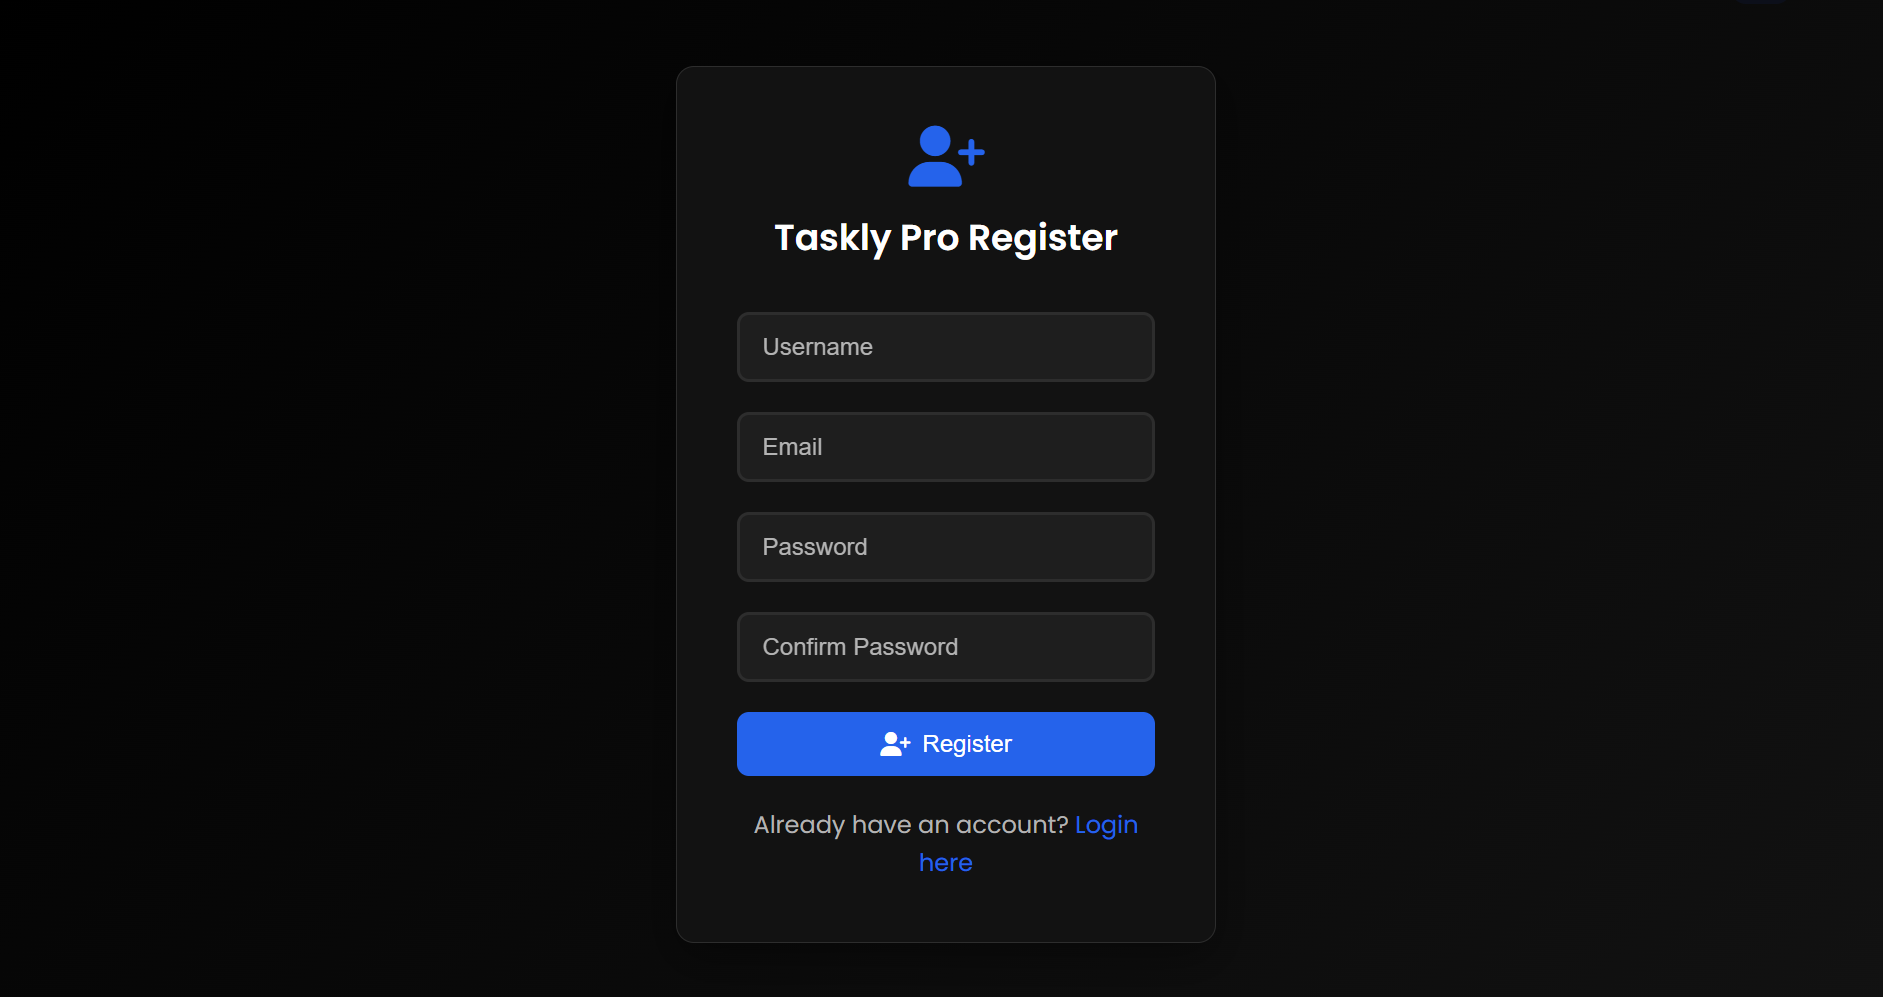 Taskly Pro Register
Username
Email
Password
Confirm Password
Register
Already have an account? Login
here